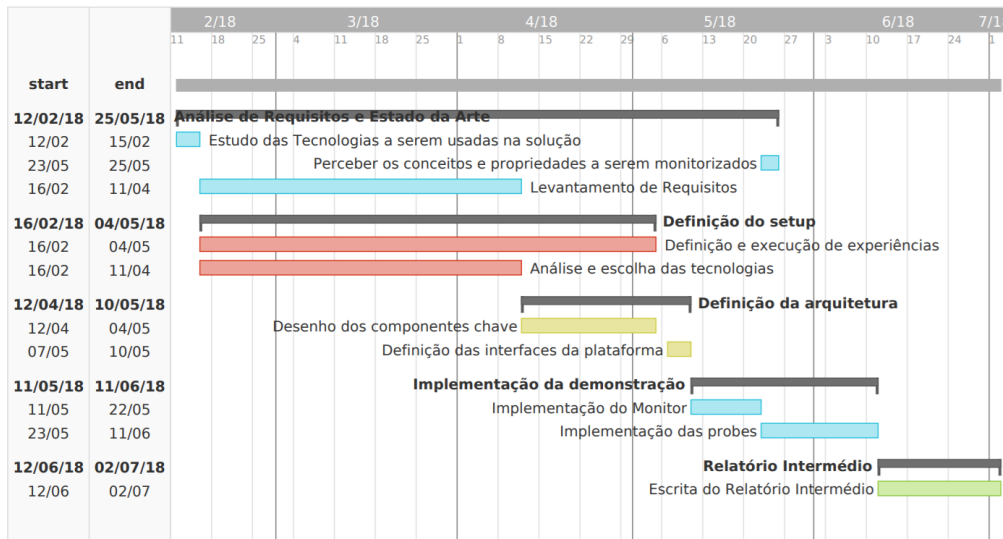 2/18 3/18 4/18 5/18 6/18 7/1
11 18 25 4 11 18 25 1 8 15 22 29 6 13 20 27 3 10 17 24 1
start end
12/02/18 25/05/18 Análise de Requisitos e Estado da Arte
12/02 15/02 Estudo das Tecnologias a serem usadas na solução
23/05 25/05 Perceber os conceitos e propriedades a serem monitorizados
16/02 11/04 Levantamento de Requisitos
16/02/18 04/05/18 Definição do setup
16/02 04/05 Definição e execução de experiências
16/02 11/04 Análise e escolha das tecnologias
12/04/18 10/05/18 Definição da arquitetura
12/04 04/05 Desenho dos componentes chave
07/05 10/05 Definição das interfaces da plataforma
11/05/18 11/06/18 Implementação da demonstração
11/05 22/05 Implementação do Monitor
23/05 11/06 Implementação das probes
12/06/18 02/07/18 Relatório Intermédio
12/06 02/07 Escrita do Relatório Intermédio